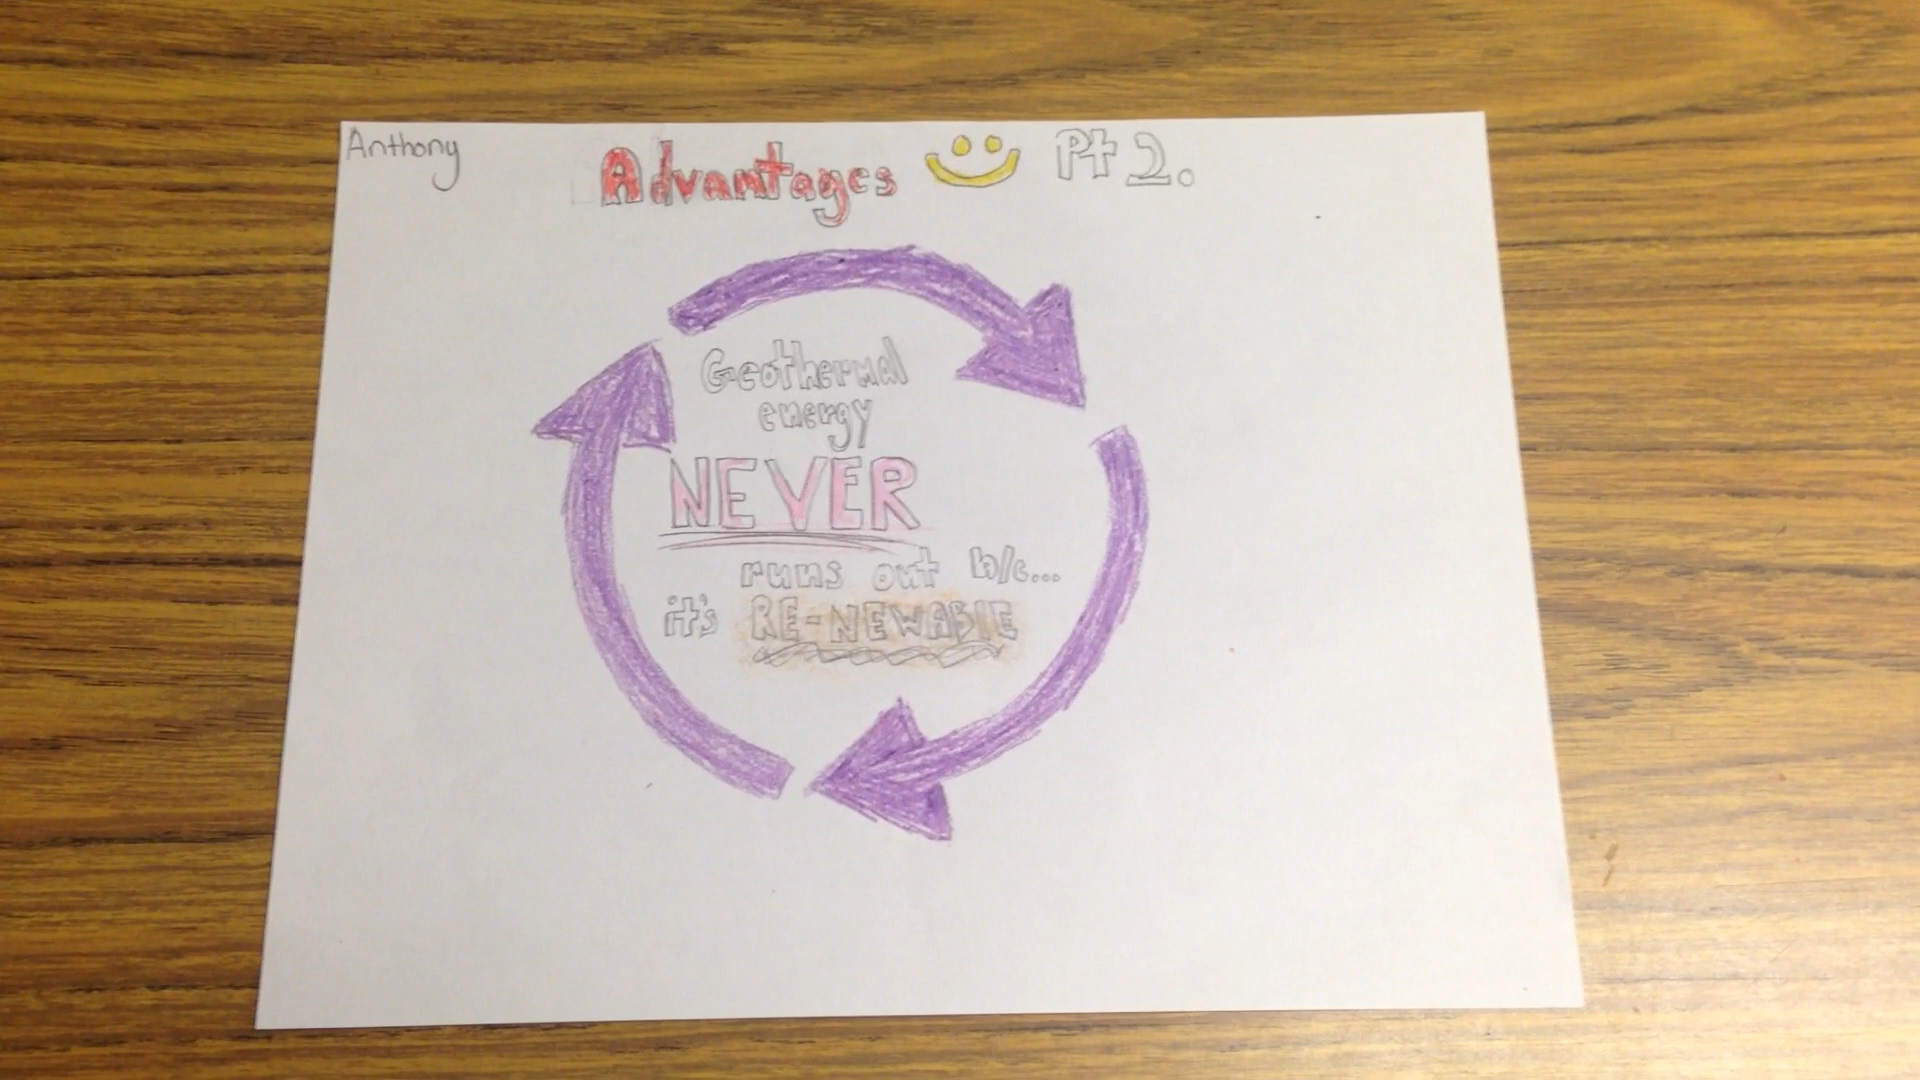 Anthony
Advantages Pt 2.
Geothermal
energy
NEVER
runs out b/c...
it's RE-NEWABlE